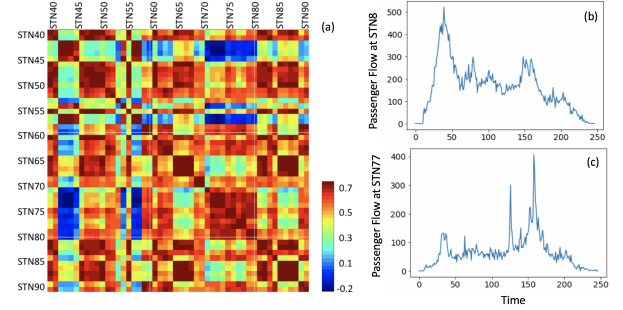 STN40 STN45 STN50 STN55 STN60 STN65 STN70 STN75 STN80 STN85 STN90
(a)
STN40
STN45
STN50
STN55
STN60
STN65
STN70
STN75
STN80
STN85
STN90
0.7
0.5
0.3
0.1
-0.2
Passenger Flow at STN8
(b)
500
400
300
200
100
0
0 50 100 150 200 250
Passenger Flow at STN77
(c)
400
300
200
100
0
0 50 100 150 200 250
Time